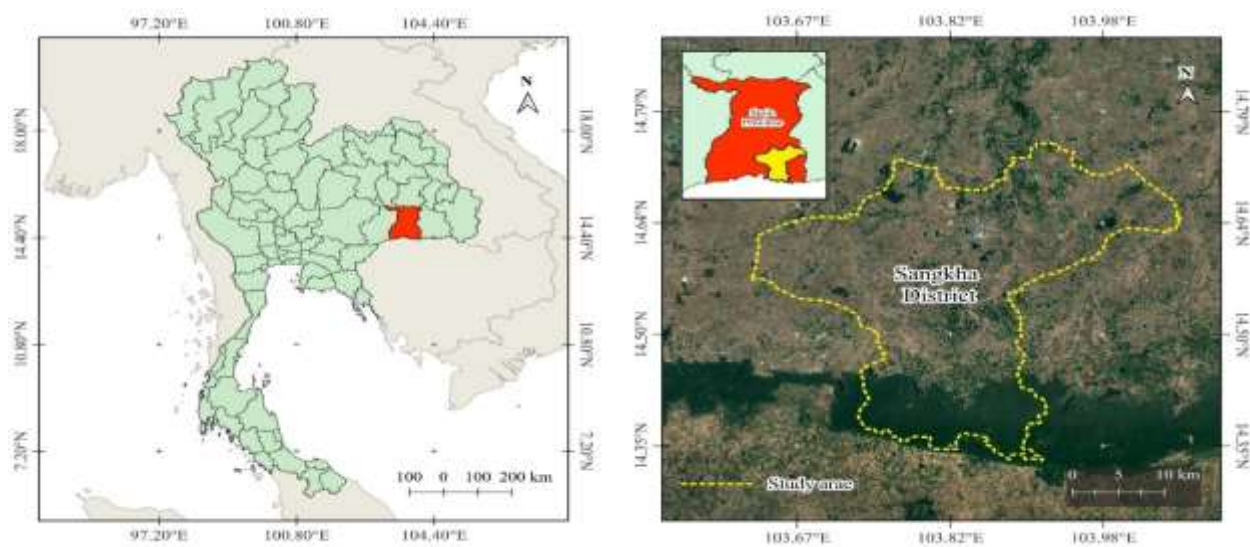 97.20°E 100.80°E 104.40°E
N
18.00°N 18.00°N
14.40°N 14.40°N
10.80°N 10.80°N
7.20°N 7.20°N
100 0 100 200 km
97.20°E 100.80°E 104.40°E
103.67°E 103.82°E 103.98°E
N
14.79°N 14.79°N
14.64°N 14.64°N
Sangkha
District
14.50°N 14.50°N
14.35°N 14.35°N
Study arae
0 5 10 km
103.67°E 103.82°E 103.98°E